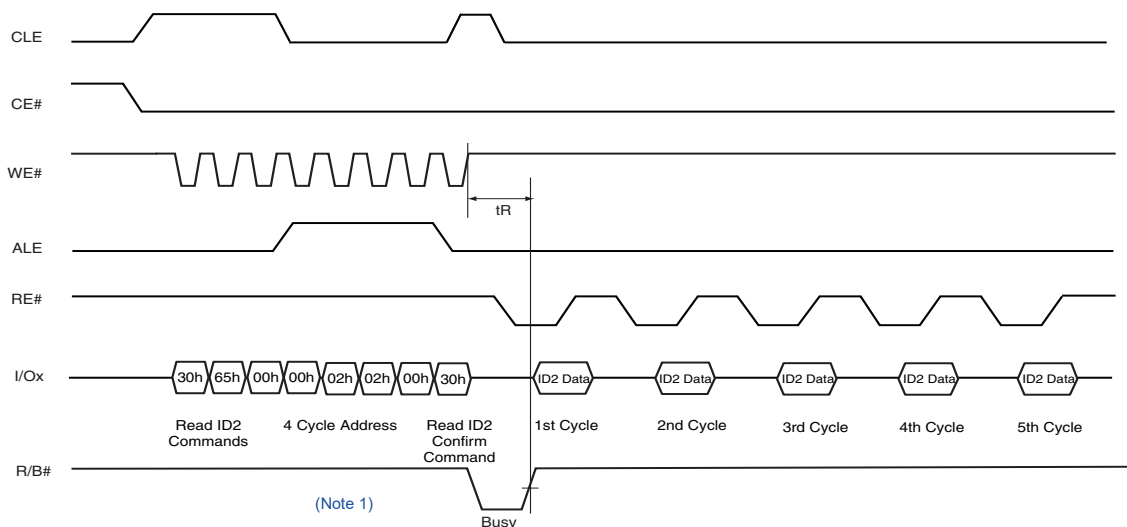 CLE
CE#
WE#
tR
ALE
RE#
I/Ox
30h 65h 00h 00h 02h 02h 00h 30h ID2 Data ID2 Data ID2 Data ID2 Data ID2 Data
Read ID2
Commands
4 Cycle Address
Read ID2
Confirm
Command
1st Cycle
2nd Cycle
3rd Cycle
4th Cycle
5th Cycle
R/B#
(Note 1)
Busy